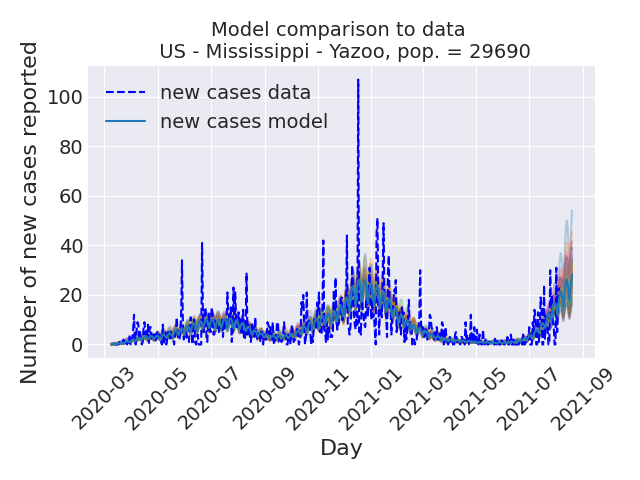 Model comparison to data
US - Mississippi - Yazoo, pop. = 29690
Number of new cases reported
100
80
60
40
20
0
new cases data
new cases model
2020-03
2020-05
2020-07
2020-09
2020-11
2021-01
2021-03
2021-05
2021-07
2021-09
Day